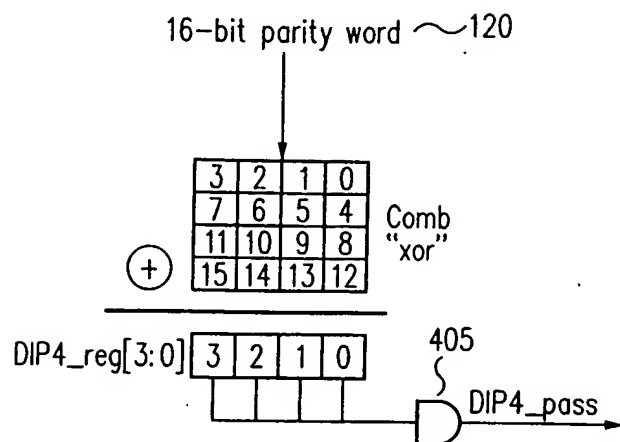 16-bit parity word 120
3 2 1 0
7 6 5 4
11 10 9 8
15 14 13 12
Comb
"xor"
+
DIP4_reg[3:0] 3 2 1 0
405
DIP4_pass